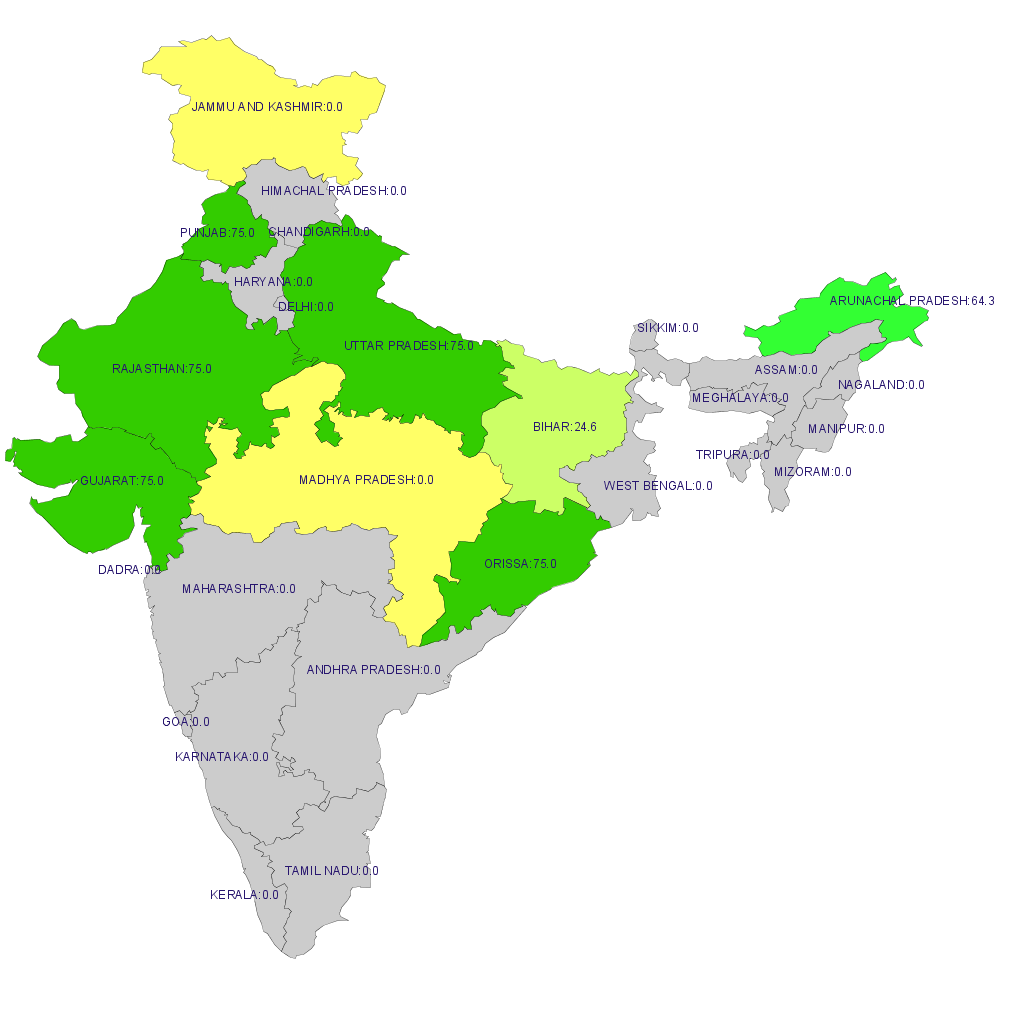 JAMMU AND KASHMIR:0.0
HIMACHAL PRADESH:0.0
PUNJAB:75.0
CHANDIGARH:0.0
HARYANA:0.0
DELHI:0.0
ARUNACHAL PRADESH:64.3
SIKKIM:0.0
UTTAR PRADESH:75.0
RAJASTHAN:75.0
ASSAM:0.0
NAGALAND:0.0
MEGHALAYA:0.0
BIHAR:24.6
MANIPUR:0.0
TRIPURA:0.0
MIZORAM:0.0
GUJARAT:75.0
MADHYA PRADESH:0.0
WEST BENGAL:0.0
ORISSA:75.0
DADRA:0.0
MAHARASHTRA:0.0
ANDHRA PRADESH:0.0
GOA:0.0
KARNATAKA:0.0
TAMIL NADU:0.0
KERALA:0.0